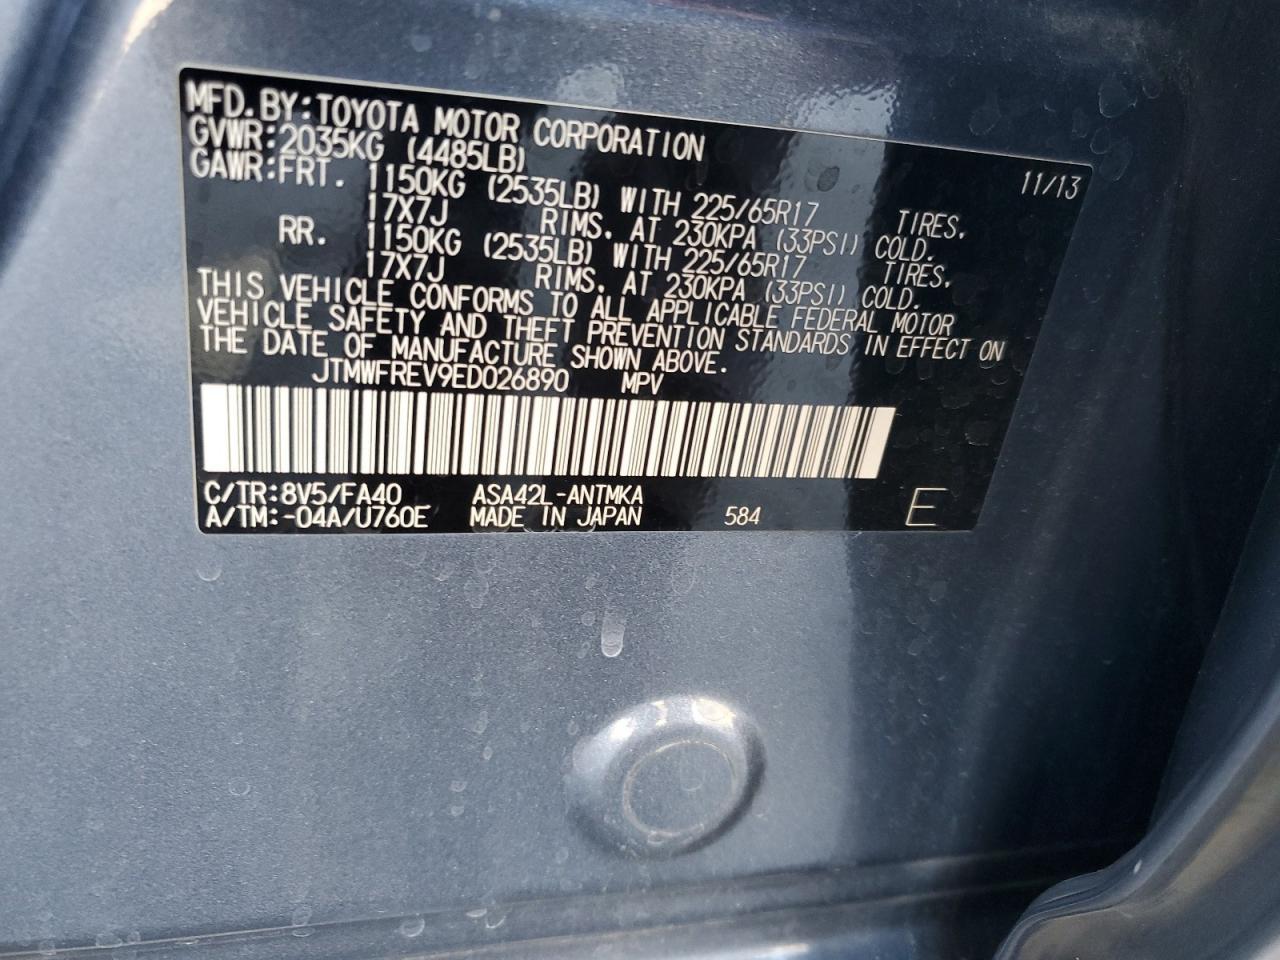 MFD. BY: TOYOTA MOTOR CORPORATION 11/13
GVWR: 2035KG (4485LB)
GAWR: FRT. 1150KG (2535LB) WITH 225/65R17 TIRES,
17X7J RIMS, AT 230KPA (33PSI) COLD.
RR. 1150KG (2535LB) WITH 225/65R17 TIRES,
17X7J RIMS, AT 230KPA (33PSI) COLD.
THIS VEHICLE CONFORMS TO ALL APPLICABLE FEDERAL MOTOR
VEHICLE SAFETY AND THEFT PREVENTION STANDARDS IN EFFECT ON
THE DATE OF MANUFACTURE SHOWN ABOVE.
JTMWFREV9ED026890 MPV
C/TR: 8V5/FA40 ASA42L-ANTMKA
A/TM: -04A/U760E MADE IN JAPAN 584 E